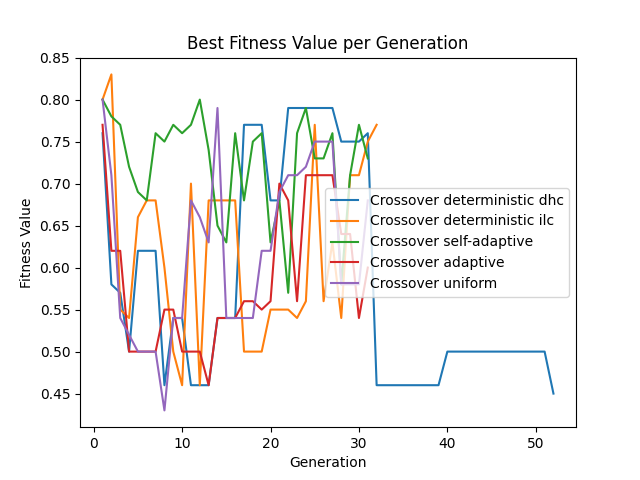 Best Fitness Value per Generation
Fitness Value
0.85
0.80
0.75
0.70
0.65
0.60
0.55
0.50
0.45
Crossover deterministic dhc
Crossover deterministic ilc
Crossover self-adaptive
Crossover adaptive
Crossover uniform
0 10 20 30 40 50
Generation